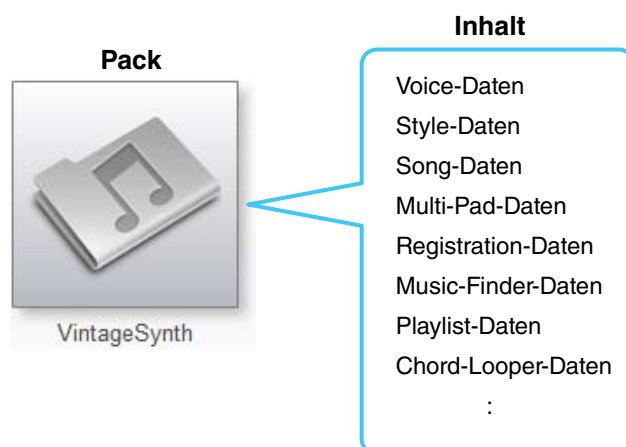 Pack
VintageSynth
Inhalt
Voice-Daten
Style-Daten
Song-Daten
Multi-Pad-Daten
Registration-Daten
Music-Finder-Daten
Playlist-Daten
Chord-Looper-Daten
: